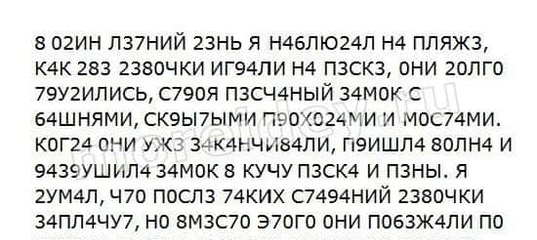 8 02ИН Л37НИЙ 23НЬ Я Н46ЛЮ24Л Н4 ПЛЯЖ3,
К4К 283 2380ЧКИ ИГ94ЛИ Н4 П3СК3, 0НИ 20ЛГ0
79У2ИЛИСЬ, С790Я П3СЧ4НЫЙ 34М0К С
64ШНЯМИ, СК9Ы7ЫМИ П90Х024МИ И М0С74МИ.
К0Г24 0НИ УЖ3 34К4НЧИ84ЛИ, П9ИШЛ4 80ЛН4 И
9439УШИЛ4 34М0К 8 КУЧУ П3СК4 И П3НЫ. Я
2УМ4Л, Ч70 П0СЛ3 74КИХ С7494НИЙ 2380ЧКИ
34ПЛ4ЧУ7, Н0 8М3С70 Э70Г0 0НИ П063Ж4ЛИ П0
moreidey.ru